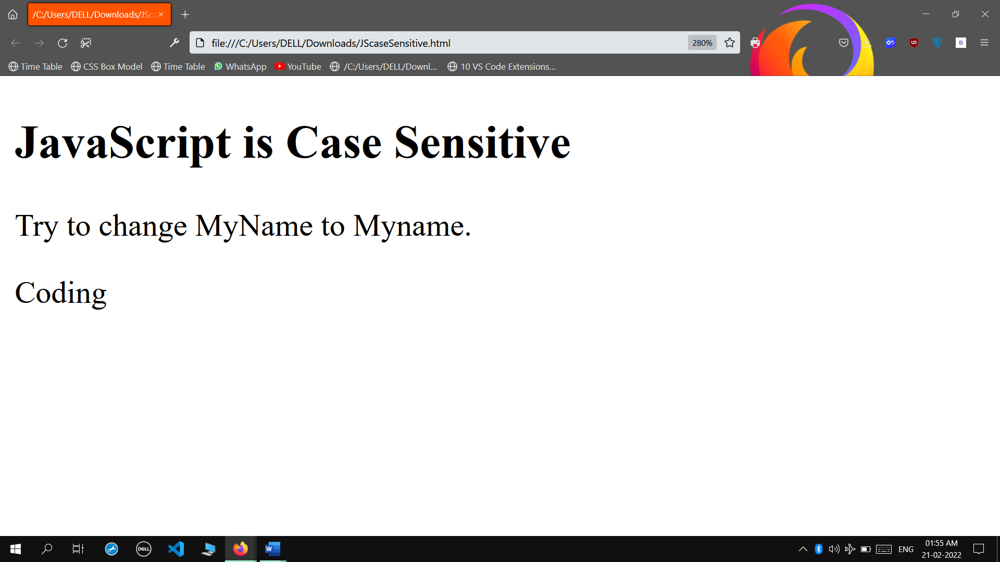 /C:/Users/DELL/Downloads/JSca
file:///C:/Users/DELL/Downloads/JScaseSensitive.html 280%
Time Table CSS Box Model Time Table WhatsApp YouTube /C:/Users/DELL/Downl... 10 VS Code Extensions...
JavaScript is Case Sensitive
Try to change MyName to Myname.
Coding
DELL
W
ENG
01:55 AM
21-02-2022